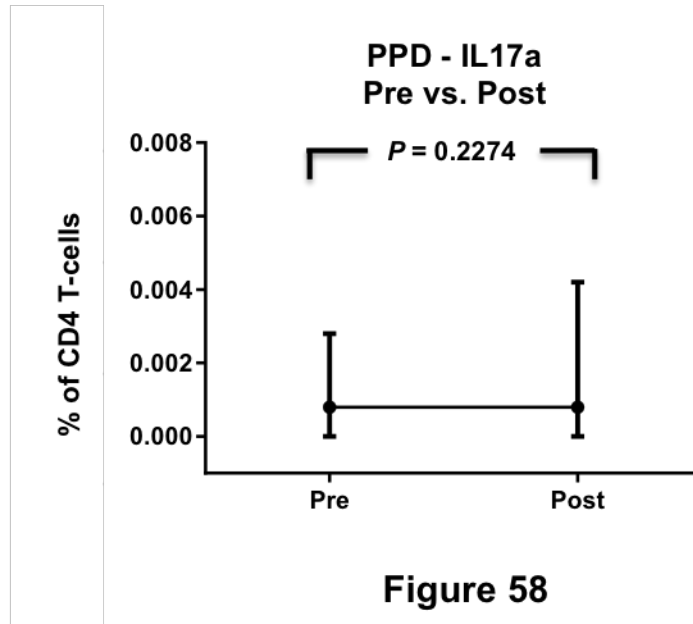 PPD - IL17a
Pre vs. Post
P = 0.2274
0.008
0.006
0.004
0.002
0.000
% of CD4 T-cells
Pre
Post
Figure 58